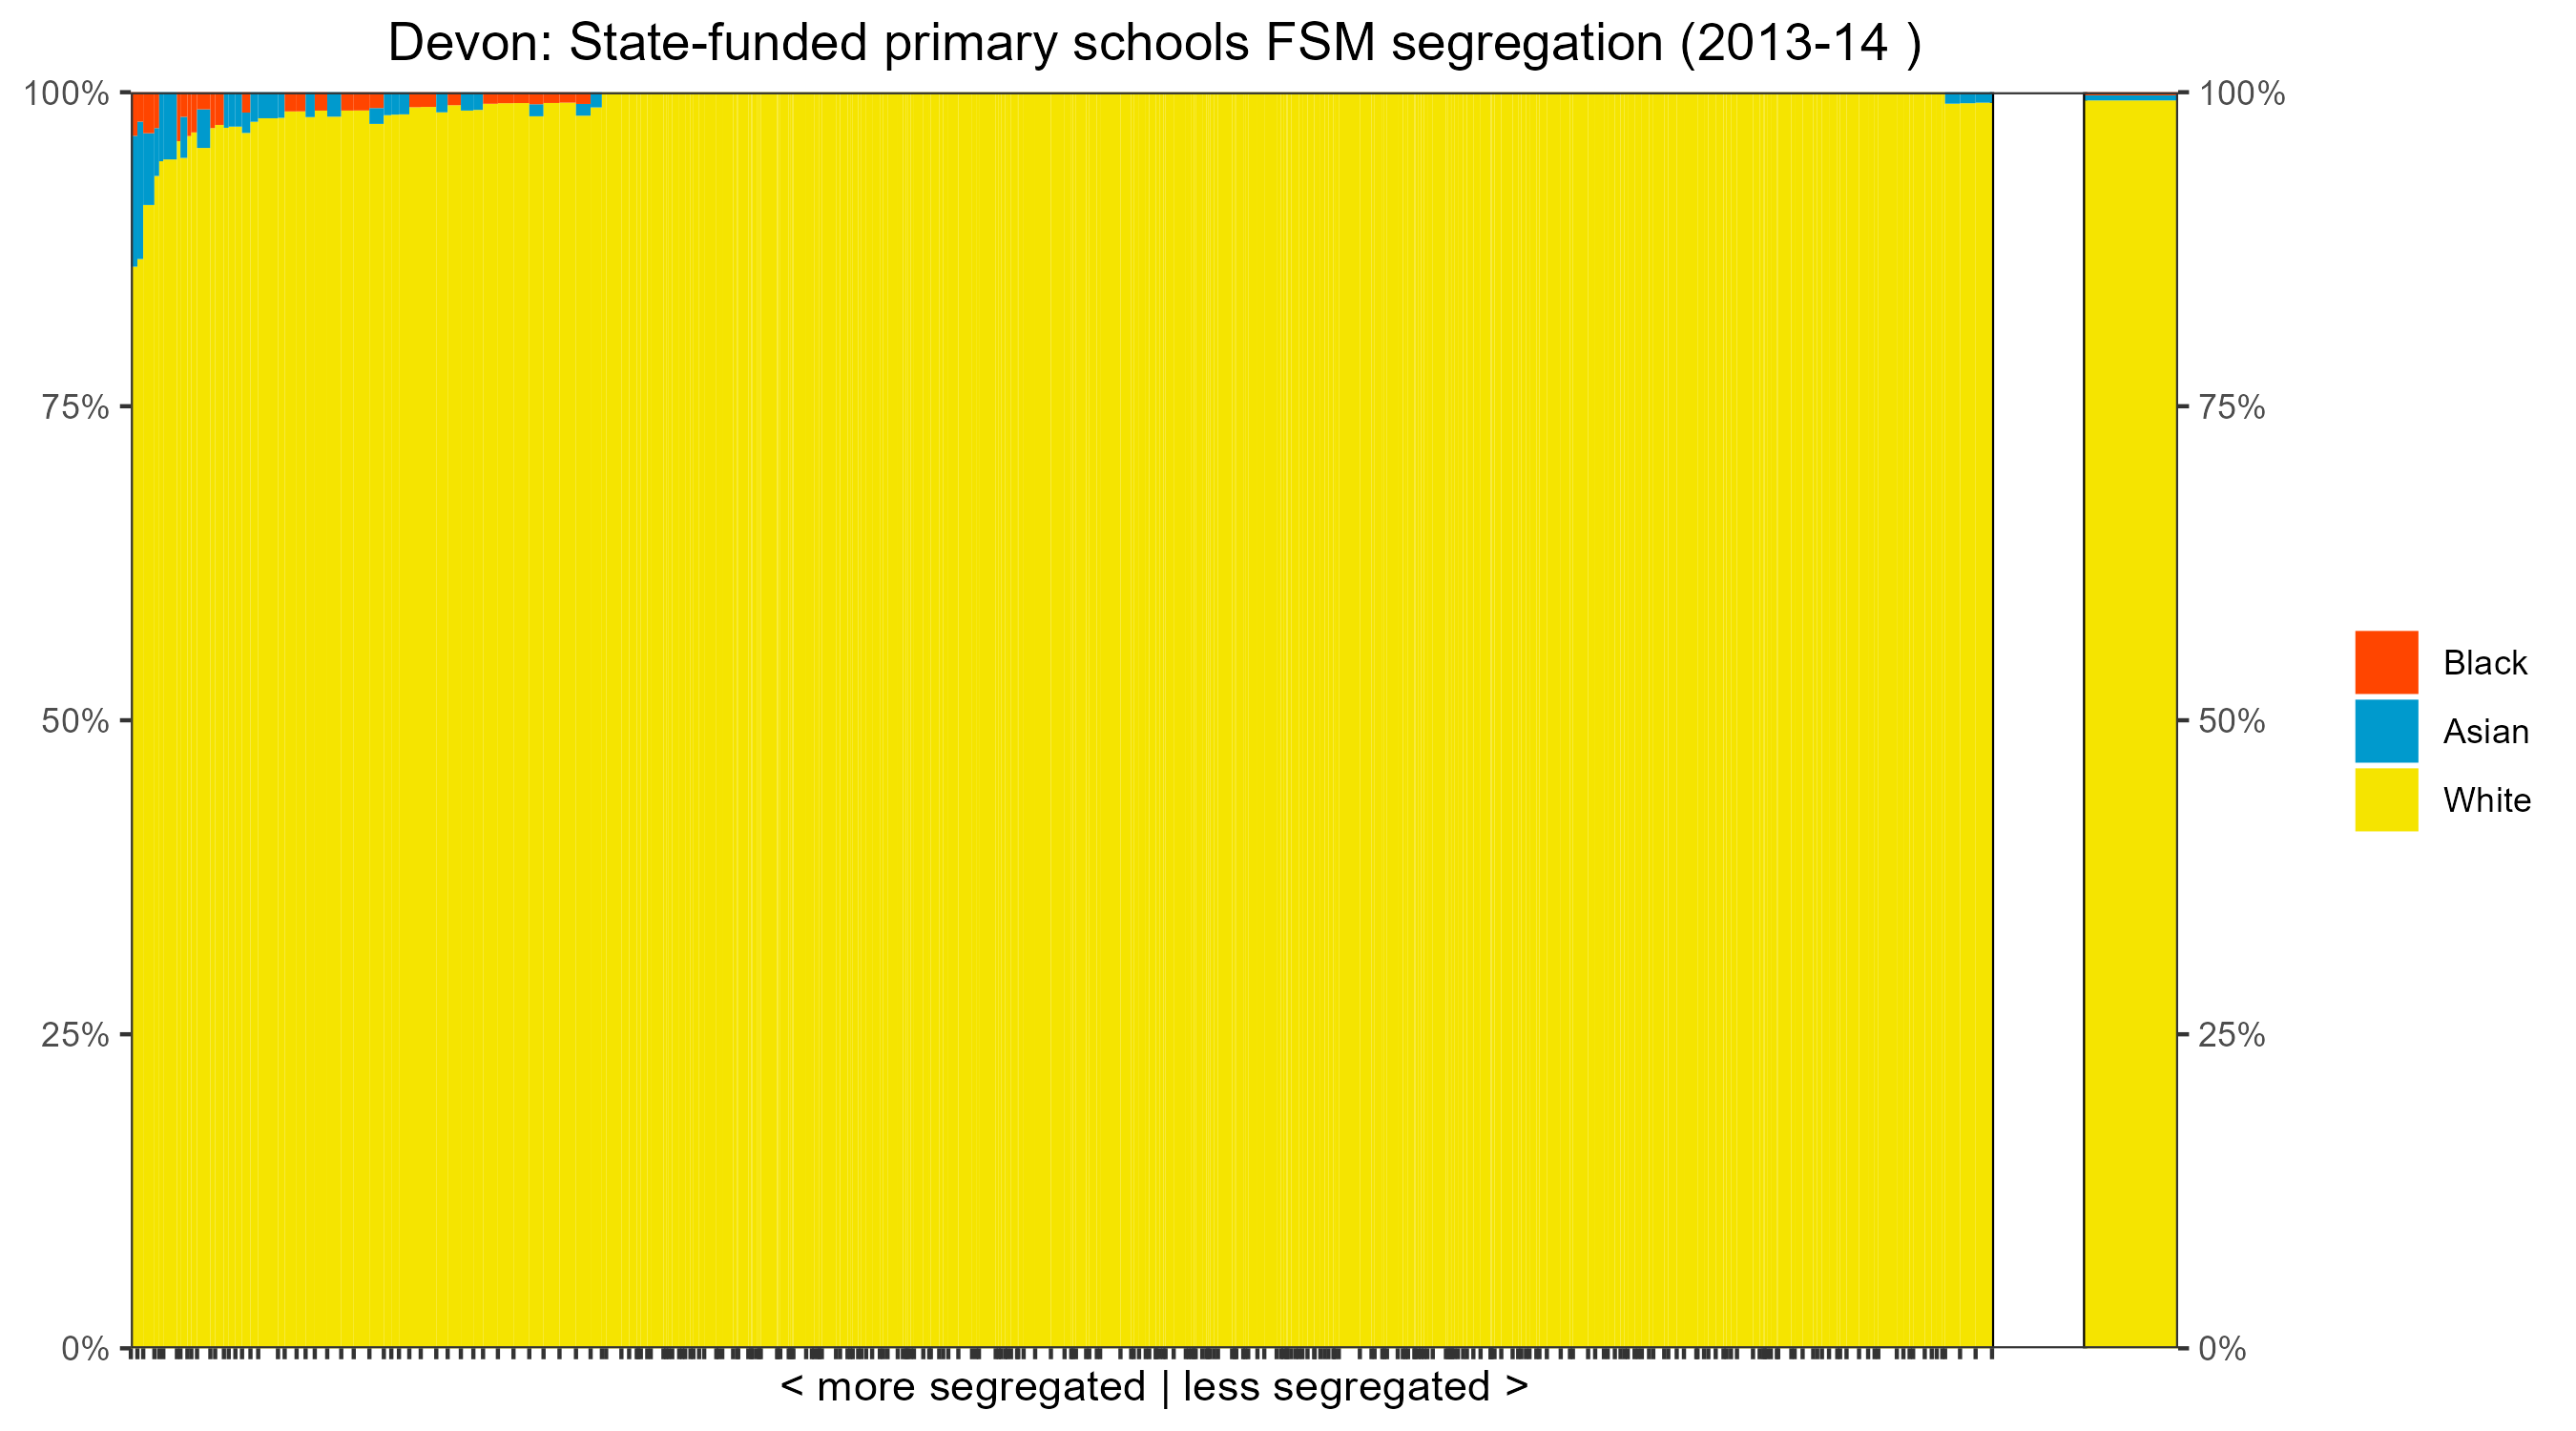 Devon: State-funded primary schools FSM segregation (2013-14 )
100%
75%
50%
25%
0%
100%
75%
50%
25%
0%
Black
Asian
White
< more segregated | less segregated >